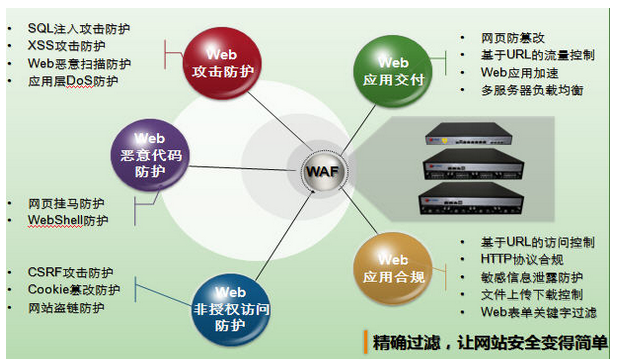 SQL注入攻击防护
XSS攻击防护
Web恶意扫描防护
应用层DoS防护
Web
攻击防护
Web
应用交付
网页防篡改
基于URL的流量控制
Web应用加速
多服务器负载均衡
Web
恶意代码
防护
网页挂马防护
WebShell防护
WAF
CSRF攻击防护
Cookie篡改防护
网站盗链防护
Web
非授权访问
防护
Web
应用合规
基于URL的访问控制
HTTP协议合规
敏感信息泄露防护
文件上传下载控制
Web表单关键字过滤
精确过滤，让网站安全变得简单